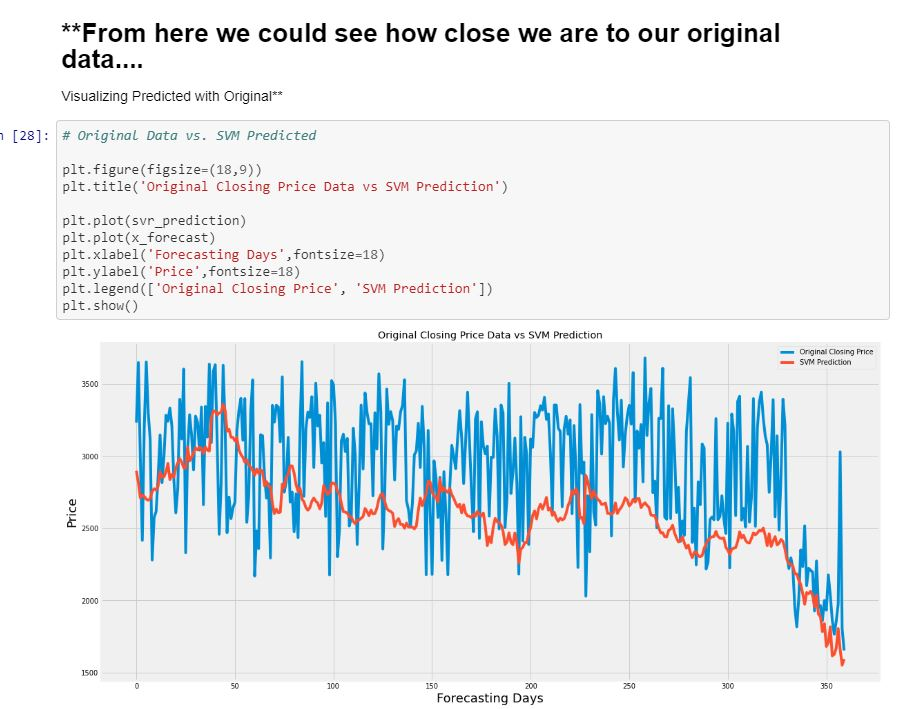 **From here we could see how close we are to our original
data....
Visualizing Predicted with Original**
n [28]:
# Original Data vs. SVM Predicted
plt.figure(figsize=(18,9))
plt.title('Original Closing Price Data vs SVM Prediction')
plt.plot(svr_prediction)
plt.plot(x_forecast)
plt.xlabel('Forecasting Days',fontsize=18)
plt.ylabel('Price',fontsize=18)
plt.legend(['Original Closing Price', 'SVM Prediction'])
plt.show()
Original Closing Price Data vs SVM Prediction
Original Closing Price
SVM Prediction
3500
3000
2500
2000
1500
Price
0 50 100 150 200 250 300 350
Forecasting Days